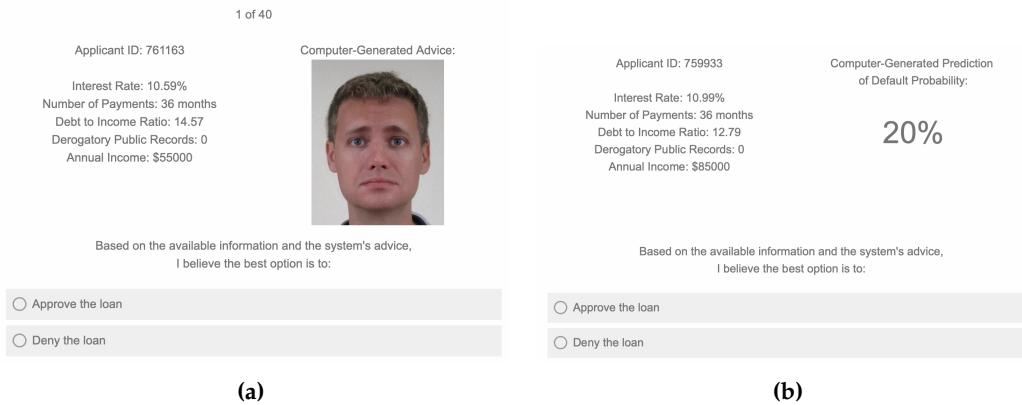 1 of 40
Applicant ID: 761163
Interest Rate: 10.59%
Number of Payments: 36 months
Debt to Income Ratio: 14.57
Derogatory Public Records: 0
Annual Income: $55000
Computer-Generated Advice:
Based on the available information and the system's advice,
I believe the best option is to:
Approve the loan
Deny the loan
(a)
Applicant ID: 759933
Interest Rate: 10.99%
Number of Payments: 36 months
Debt to Income Ratio: 12.79
Derogatory Public Records: 0
Annual Income: $85000
Computer-Generated Prediction
of Default Probability:
20%
Based on the available information and the system's advice,
I believe the best option is to:
Approve the loan
Deny the loan
(b)